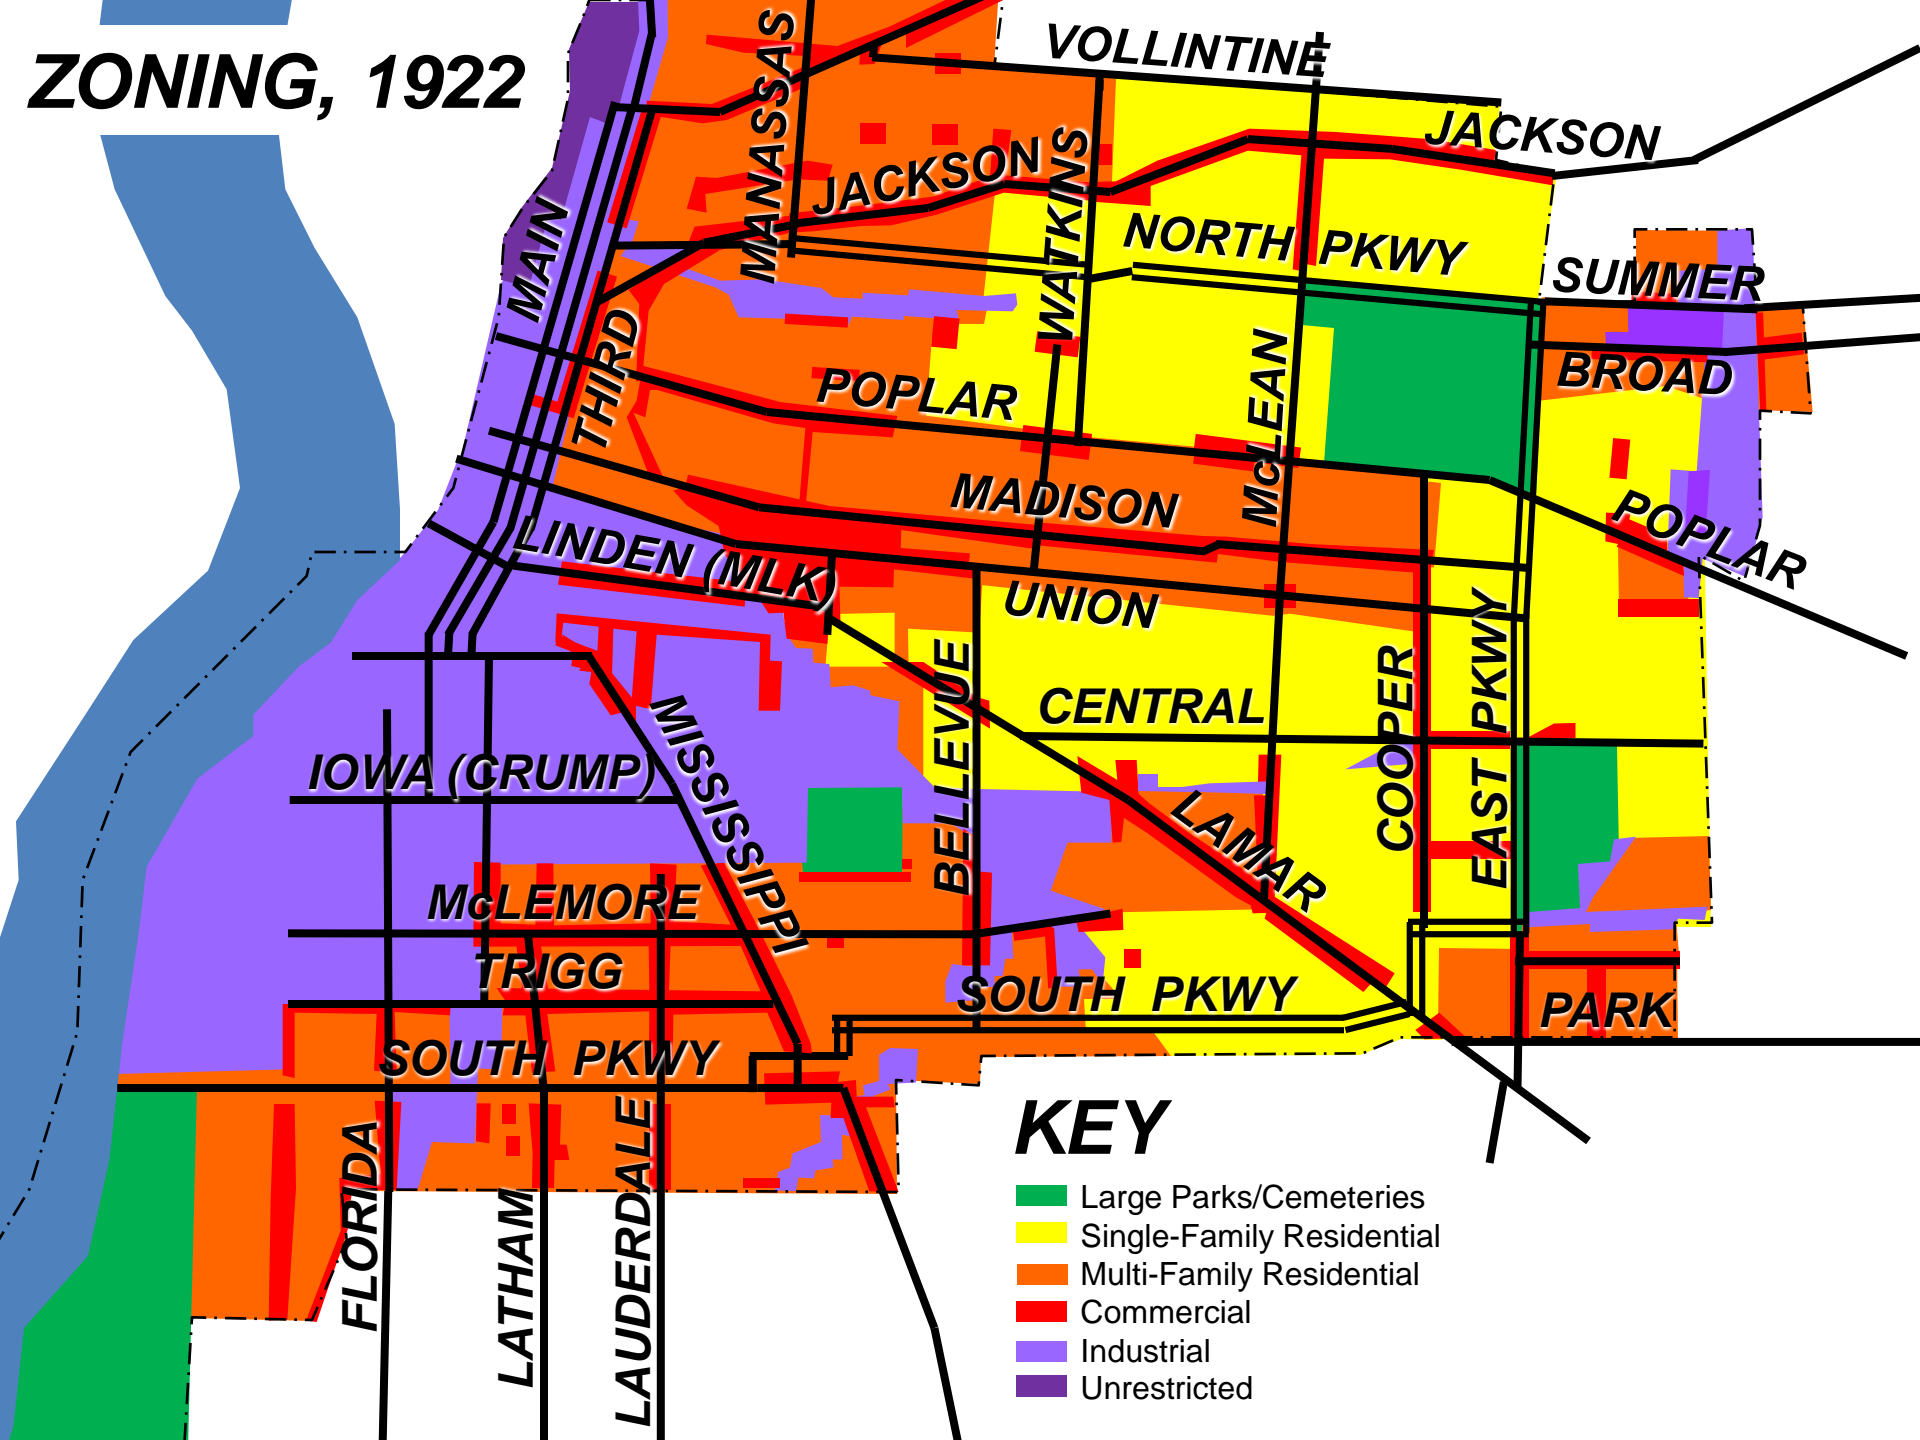 ZONING, 1922
VOLLINTINE
MANASSAS
JACKSON
JACKSON
WATKINS
MAIN
NORTH PKWY
SUMMER
THIRD
McLEAN
BROAD
POPLAR
MADISON
POPLAR
LINDEN (MLK)
UNION
BELLEVUE
CENTRAL
COOPER
EAST PKWY
MISSISSIPPI
IOWA (CRUMP)
LAMAR
McLEMORE
TRIGG
SOUTH PKWY
PARK
SOUTH PKWY
FLORIDA
LATHAM
LAUDERDALE
KEY
Large Parks/Cemeteries
Single-Family Residential
Multi-Family Residential
Commercial
Industrial
Unrestricted